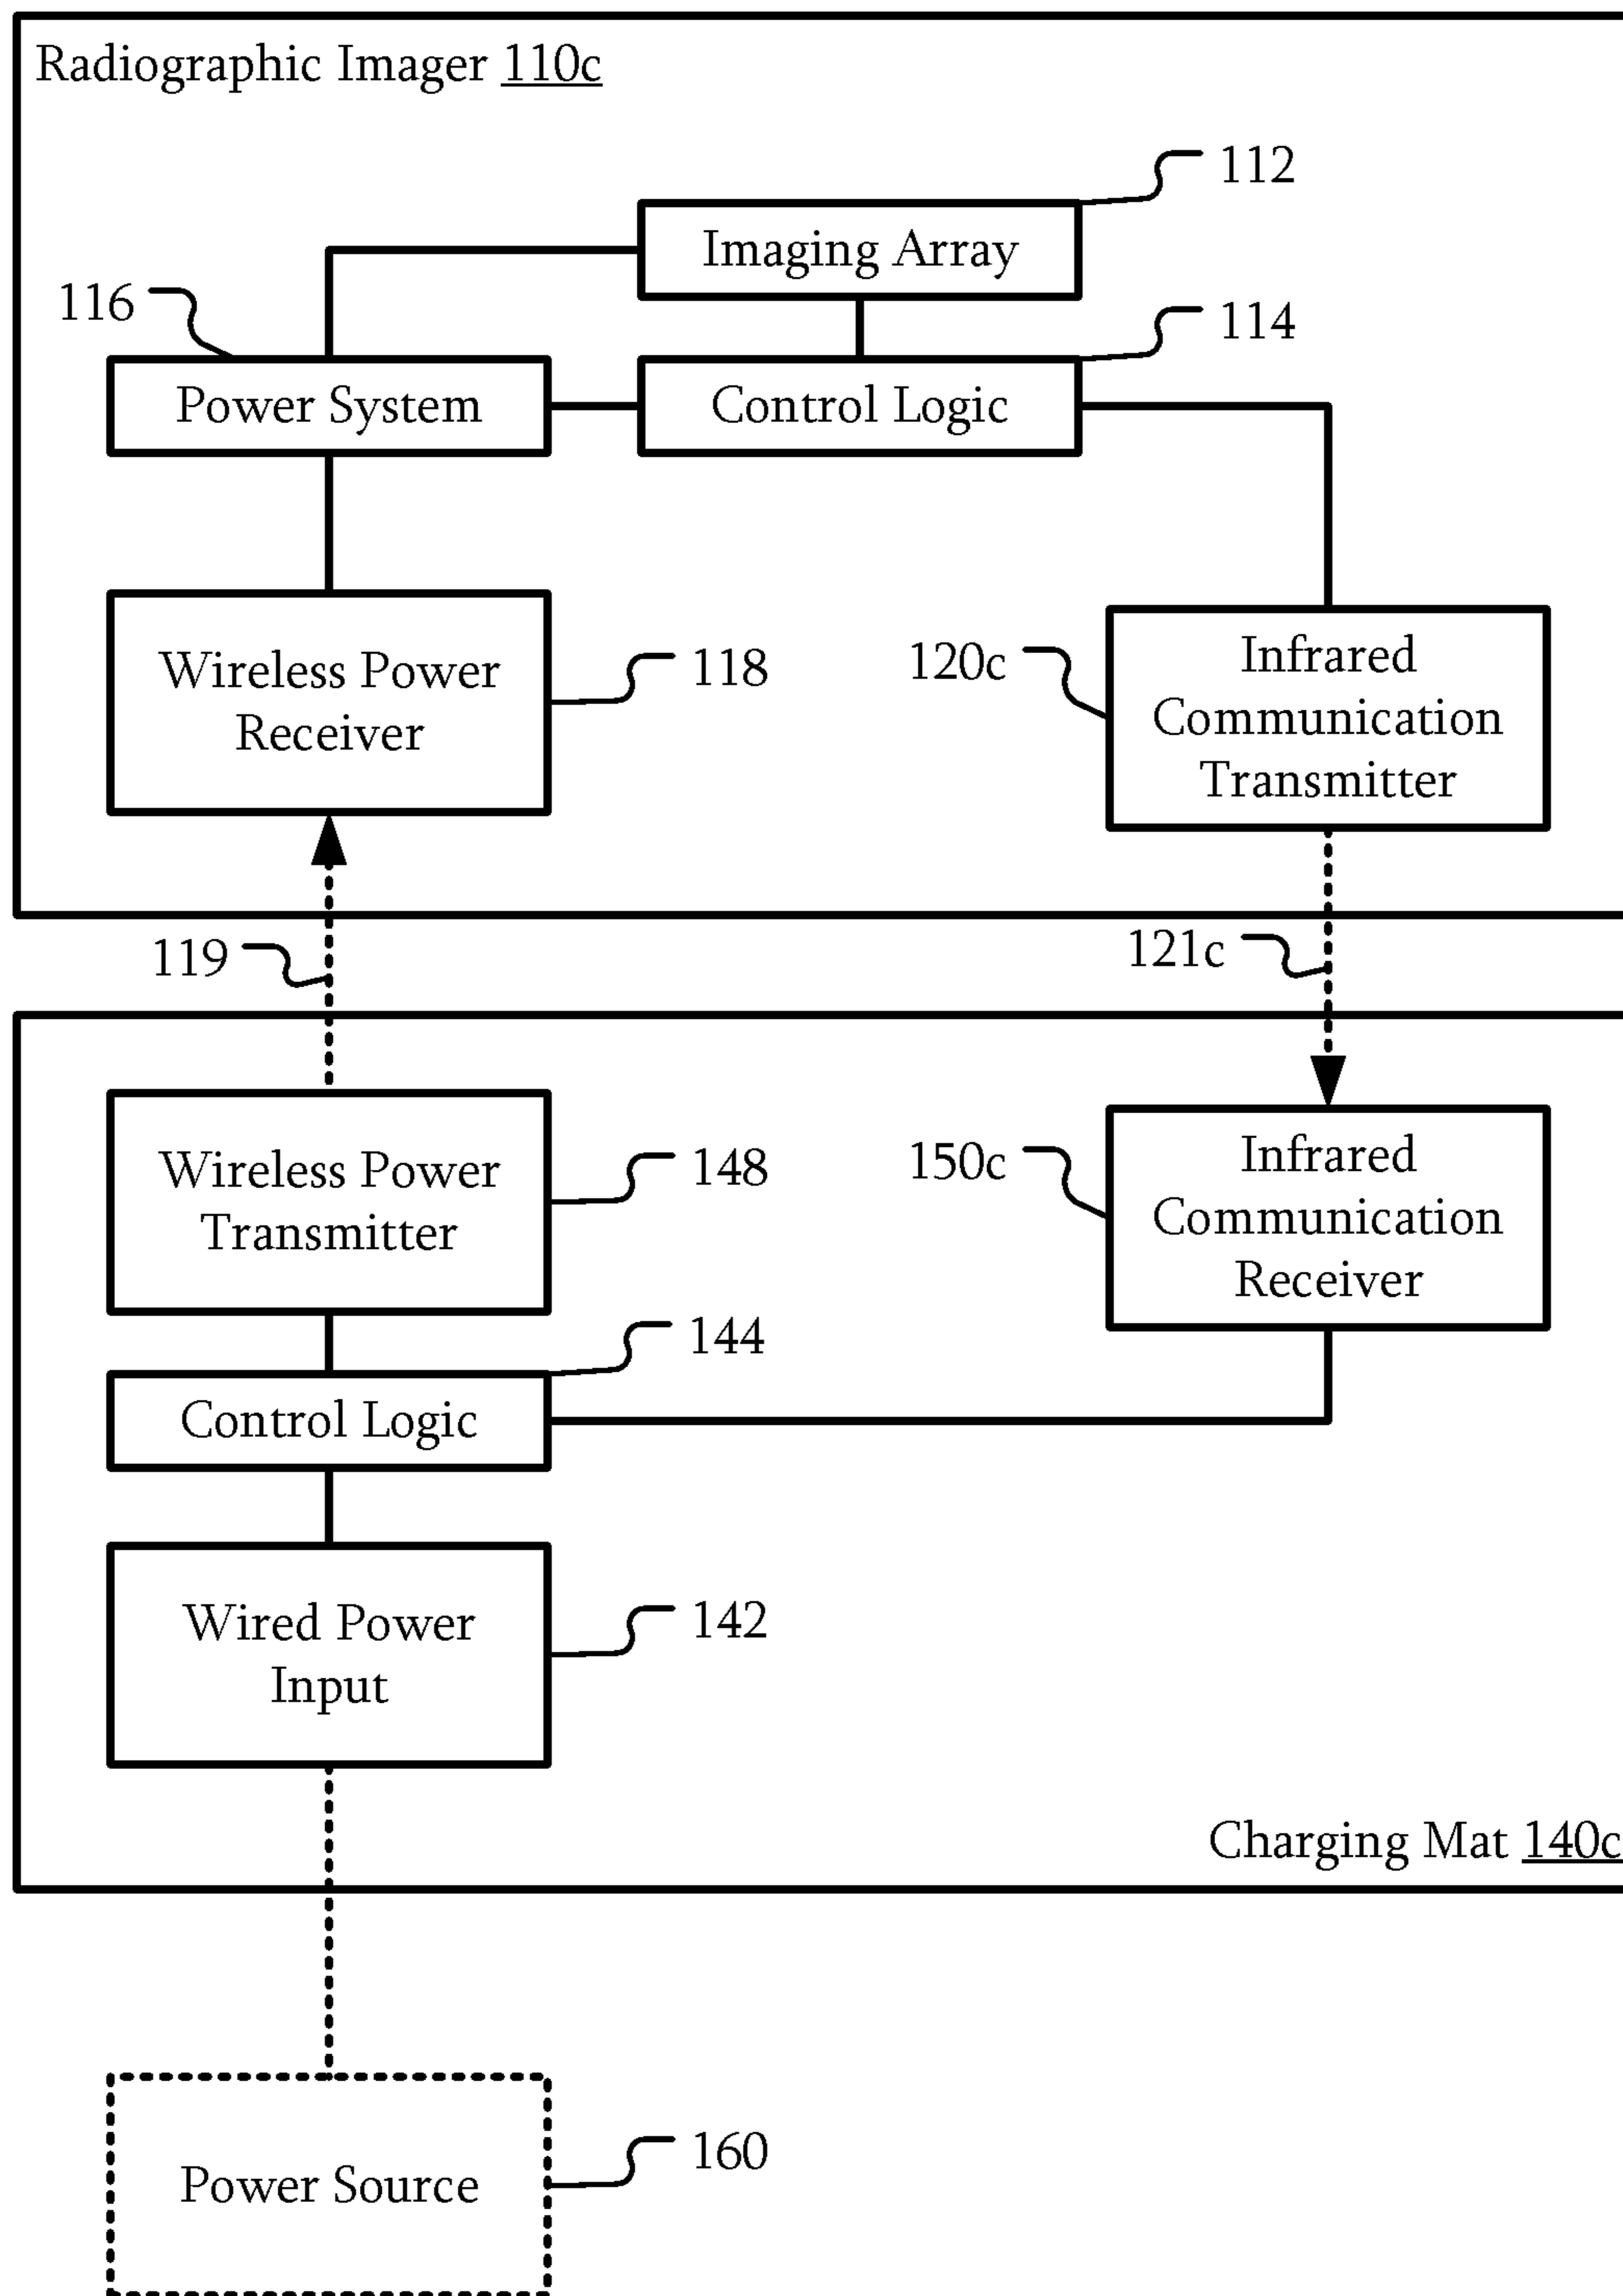 Radiographic Imager 110c
112
Imaging Array
116
114
Power System
Control Logic
Wireless Power
Receiver
118
120c
Infrared
Communication
Transmitter
119
121c
Wireless Power
Transmitter
148
150c
Infrared
Communication
Receiver
144
Control Logic
Wired Power
Input
142
Charging Mat 140c
Power Source
160